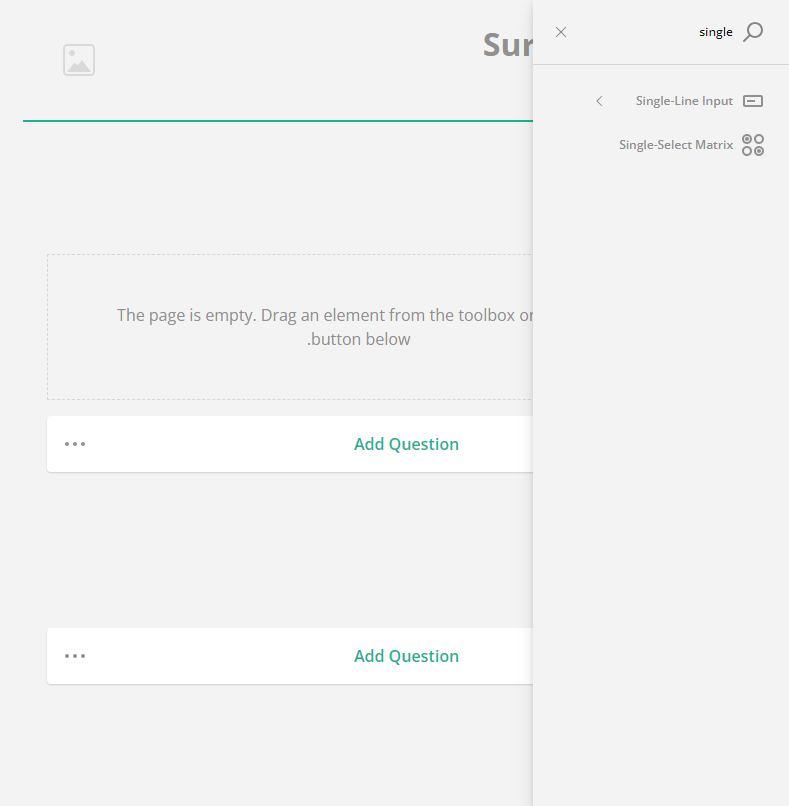 Sur
single
Single-Line Input
Single-Select Matrix
The page is empty. Drag an element from the toolbox or
.button below
Add Question
Add Question